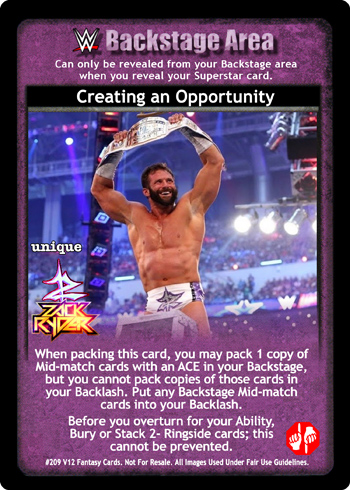 W Backstage Area
Can only be revealed from your Backstage area
when you reveal your Superstar card.
Creating an Opportunity
unique
ZACK
RYDER
When packing this card, you may pack 1 copy of
Mid-match cards with an ACE in your Backstage,
but you cannot pack copies of those cards in
your Backlash. Put any Backstage Mid-match
cards into your Backlash.
Before you overturn for your Ability,
Bury or Stack 2- Ringside cards; this
cannot be prevented.
#209 V12 Fantasy Cards. Not For Resale. All Images Used Under Fair Use Guidelines.